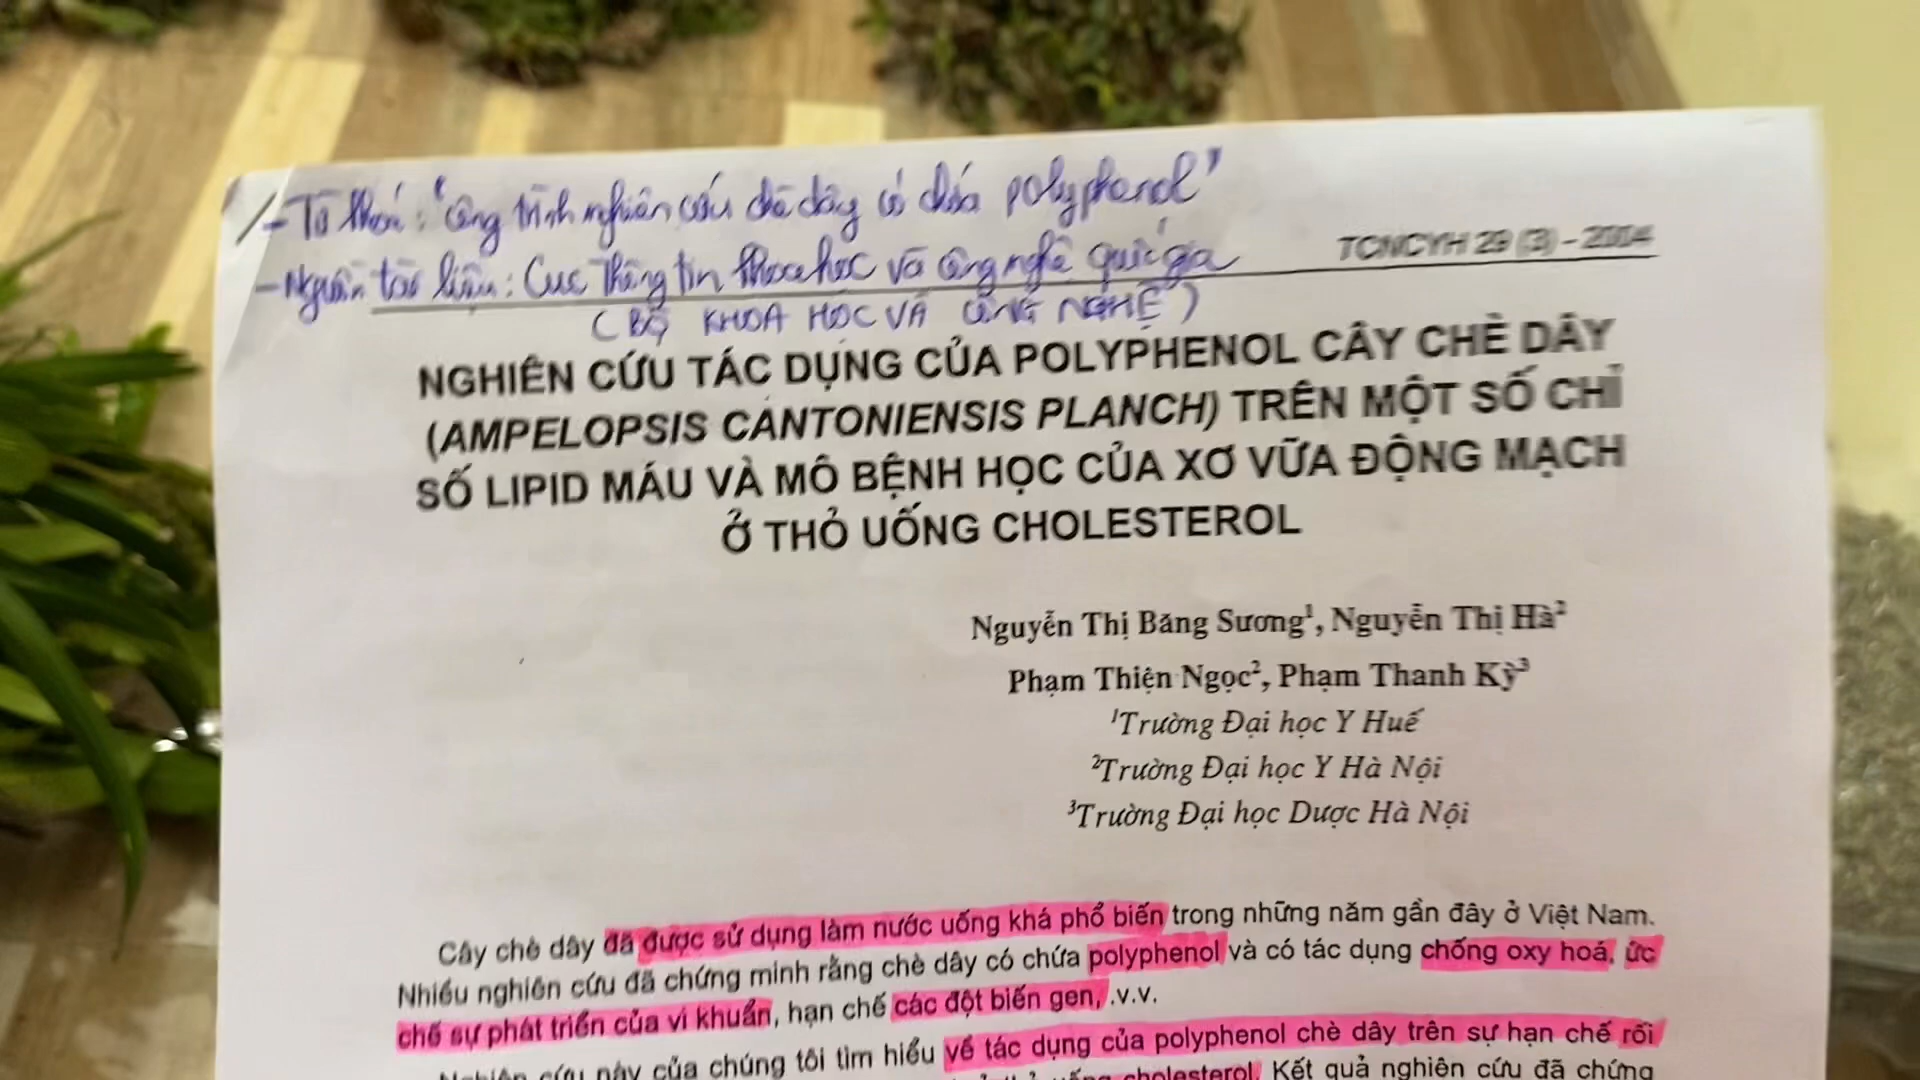 - Từ khoá: "Công trình nghiên cứu chè dây có chứa polyphenol"
- Nguồn tài liệu: Cục Thông tin Khoa học và Công nghệ quốc gia
(BỘ KHOA HỌC VÀ CÔNG NGHỆ)
TCNCYH 29 (3) - 2004
NGHIÊN CỨU TÁC DỤNG CỦA POLYPHENOL CÂY CHÈ DÂY
(AMPELOPSIS CANTONIENSIS PLANCH) TRÊN MỘT SỐ CHỈ
SỐ LIPID MÁU VÀ MÔ BỆNH HỌC CỦA XƠ VỮA ĐỘNG MẠCH
Ở THỎ UỐNG CHOLESTEROL
Nguyễn Thị Băng Sương¹, Nguyễn Thị Hà²
Phạm Thiện Ngọc², Phạm Thanh Kỳ³
¹Trường Đại học Y Huế
²Trường Đại học Y Hà Nội
³Trường Đại học Dược Hà Nội
Cây chè dây đã được sử dụng làm nước uống khá phổ biến trong những năm gần đây ở Việt Nam.
Nhiều nghiên cứu đã chứng minh rằng chè dây có chứa polyphenol và có tác dụng chống oxy hoá, ức
chế sự phát triển của vi khuẩn, hạn chế các đột biến gen, .v.v.
Nghiên cứu này của chúng tôi tìm hiểu về tác dụng của polyphenol chè dây trên sự hạn chế rối
uống cholesterol. Kết quả nghiên cứu đã chứng